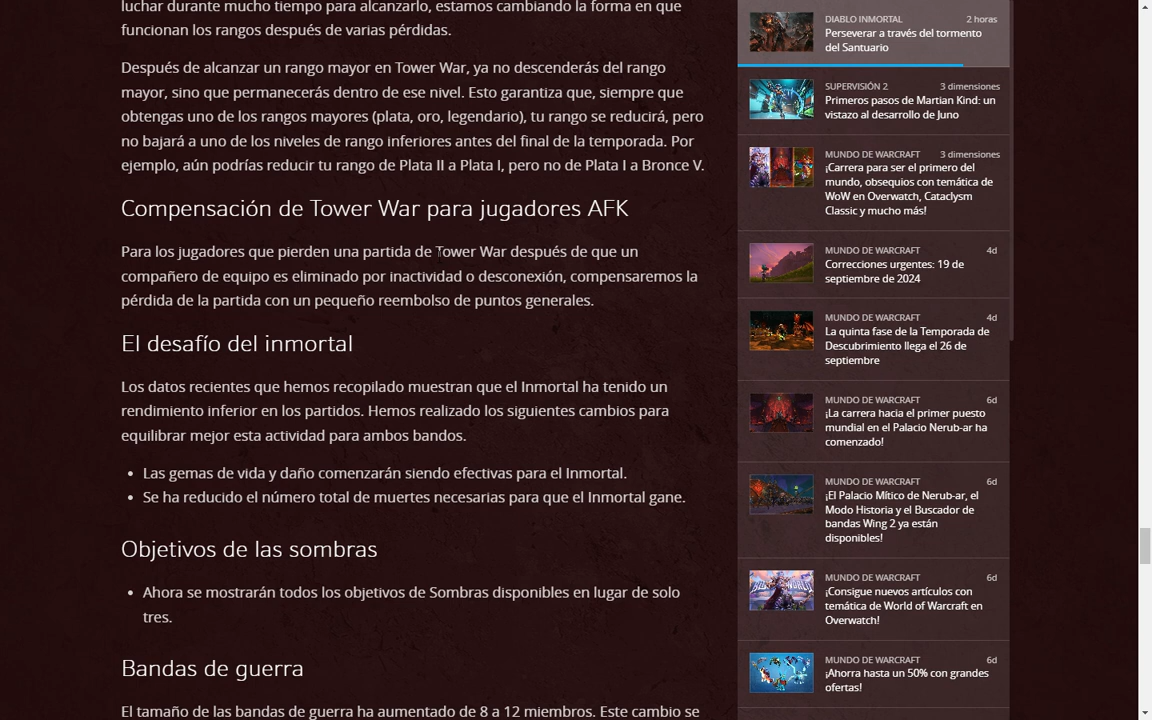 luchar durante mucho tiempo para alcanzarlo, estamos cambiando la forma en que
funcionan los rangos después de varias pérdidas.
Después de alcanzar un rango mayor en Tower War, ya no descenderás del rango
mayor, sino que permanecerás dentro de ese nivel. Esto garantiza que, siempre que
obtengas uno de los rangos mayores (plata, oro, legendario), tu rango se reducirá, pero
no bajará a uno de los niveles de rango inferiores antes del final de la temporada. Por
ejemplo, aún podrías reducir tu rango de Plata II a Plata I, pero no de Plata I a Bronce V.
Compensación de Tower War para jugadores AFK
Para los jugadores que pierden una partida de Tower War después de que un
compañero de equipo es eliminado por inactividad o desconexión, compensaremos la
pérdida de la partida con un pequeño reembolso de puntos generales.
El desafío del inmortal
Los datos recientes que hemos recopilado muestran que el Inmortal ha tenido un
rendimiento inferior en los partidos. Hemos realizado los siguientes cambios para
equilibrar mejor esta actividad para ambos bandos.
• Las gemas de vida y daño comenzarán siendo efectivas para el Inmortal.
• Se ha reducido el número total de muertes necesarias para que el Inmortal gane.
Objetivos de las sombras
• Ahora se mostrarán todos los objetivos de Sombras disponibles en lugar de solo
tres.
Bandas de guerra
El tamaño de las bandas de guerra ha aumentado de 8 a 12 miembros. Este cambio se
DIABLO INMORTAL 2 horas
Perseverar a través del tormento
del Santuario
SUPERVISIÓN 2 3 dimensiones
Primeros pasos de Martian Kind: un
vistazo al desarrollo de Juno
MUNDO DE WARCRAFT 3 dimensiones
¡Carrera para ser el primero del
mundo, obsequios con temática de
WoW en Overwatch, Cataclysm
Classic y mucho más!
MUNDO DE WARCRAFT 4d
Correcciones urgentes: 19 de
septiembre de 2024
MUNDO DE WARCRAFT 4d
La quinta fase de la Temporada de
Descubrimiento llega el 26 de
septiembre
MUNDO DE WARCRAFT 6d
¡La carrera hacia el primer puesto
mundial en el Palacio Nerub-ar ha
comenzado!
MUNDO DE WARCRAFT 6d
¡El Palacio Mítico de Nerub-ar, el
Modo Historia y el Buscador de
bandas Wing 2 ya están
disponibles!
MUNDO DE WARCRAFT 6d
¡Consigue nuevos artículos con
temática de World of Warcraft en
Overwatch!
MUNDO DE WARCRAFT 6d
¡Ahorra hasta un 50% con grandes
ofertas!